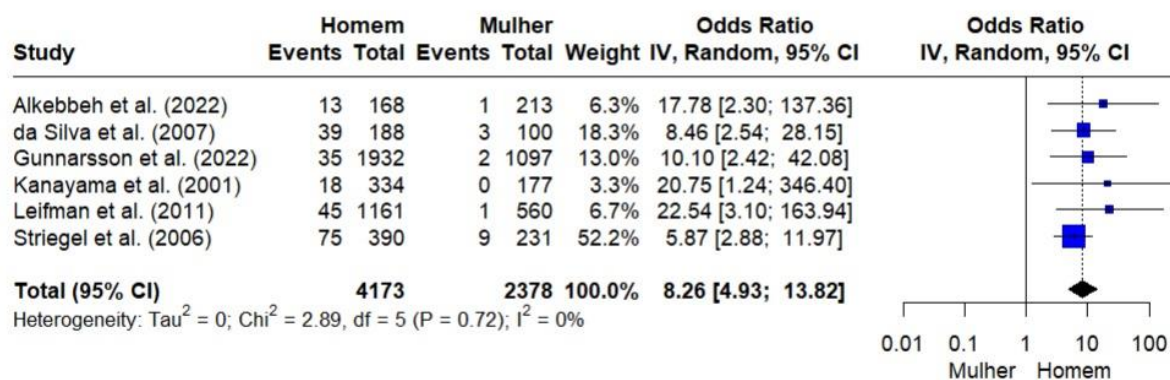 Homem Mulher Odds Ratio Odds Ratio
Study Events Total Events Total Weight IV, Random, 95% CI IV, Random, 95% CI
Alkebbeh et al. (2022) 13 168 1 213 6.3% 17.78 [2.30; 137.36]
da Silva et al. (2007) 39 188 3 100 18.3% 8.46 [2.54; 28.15]
Gunnarsson et al. (2022) 35 1932 2 1097 13.0% 10.10 [2.42; 42.08]
Kanayama et al. (2001) 18 334 0 177 3.3% 20.75 [1.24; 346.40]
Leifman et al. (2011) 45 1161 1 560 6.7% 22.54 [3.10; 163.94]
Striegel et al. (2006) 75 390 9 231 52.2% 5.87 [2.88; 11.97]
Total (95% CI) 4173 2378 100.0% 8.26 [4.93; 13.82]
Heterogeneity: Tau² = 0; Chi² = 2.89, df = 5 (P = 0.72); I² = 0%
0.01 0.1 1 10 100
Mulher Homem